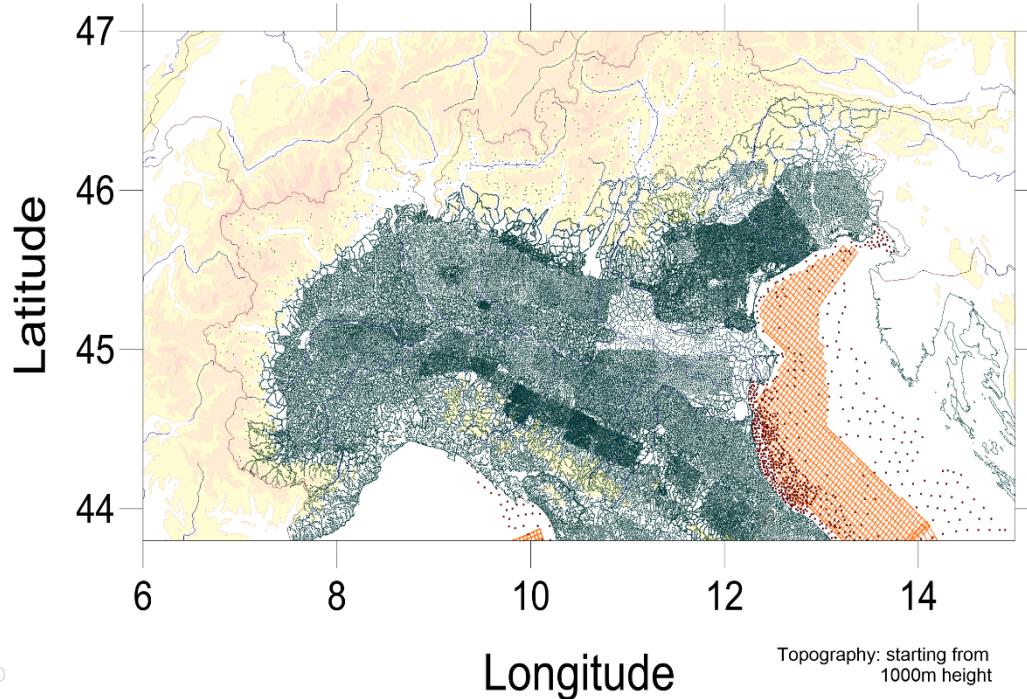 47
46
45
44
Latitude
6 8 10 12 14
Longitude
Topography: starting from
1000m height